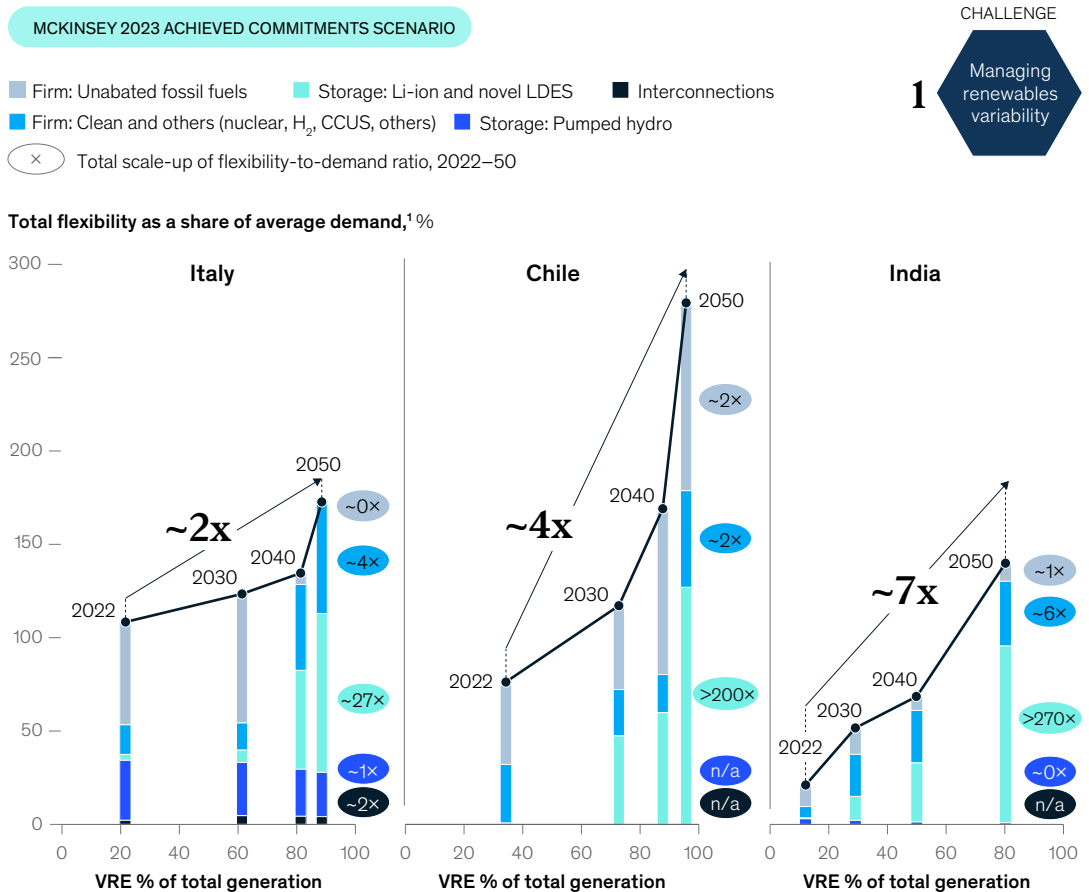 MCKINSEY 2023 ACHIEVED COMMITMENTS SCENARIO
CHALLENGE
1
Managing
renewables
variability
Firm: Unabated fossil fuels
Storage: Li-ion and novel LDES
Interconnections
Firm: Clean and others (nuclear, H₂, CCUS, others)
Storage: Pumped hydro
× Total scale-up of flexibility-to-demand ratio, 2022–50
Total flexibility as a share of average demand,¹ %
300
250
200
150
100
50
0
Italy
2022
2030
2040
2050
~2x
~0×
~4×
~27×
~1×
~2×
0 20 40 60 80 100
VRE % of total generation
Chile
2022
2030
2040
2050
~4x
~2×
~2×
>200×
n/a
n/a
0 20 40 60 80 100
VRE % of total generation
India
2022
2030
2040
2050
~7x
~1×
~6×
>270×
~0×
n/a
0 20 40 60 80 100
VRE % of total generation